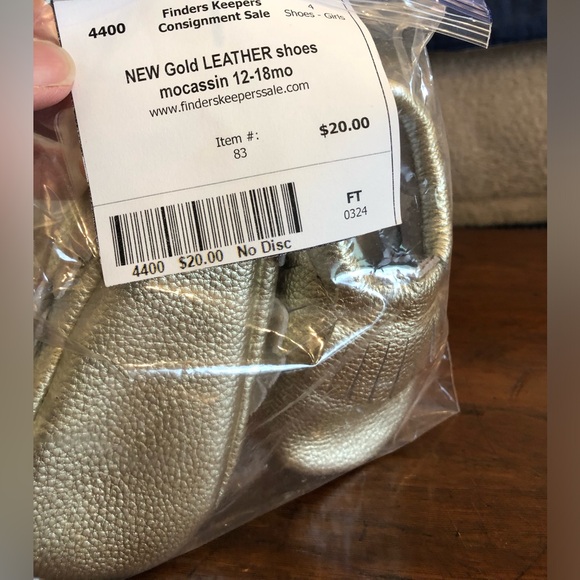 4400
Finders Keepers
Consignment Sale
4
Shoes - Girls
NEW Gold LEATHER shoes
mocassin 12-18mo
www.finderskeeperssale.com
Item #:
83
$20.00
FT
0324
4400 $20.00 No Disc